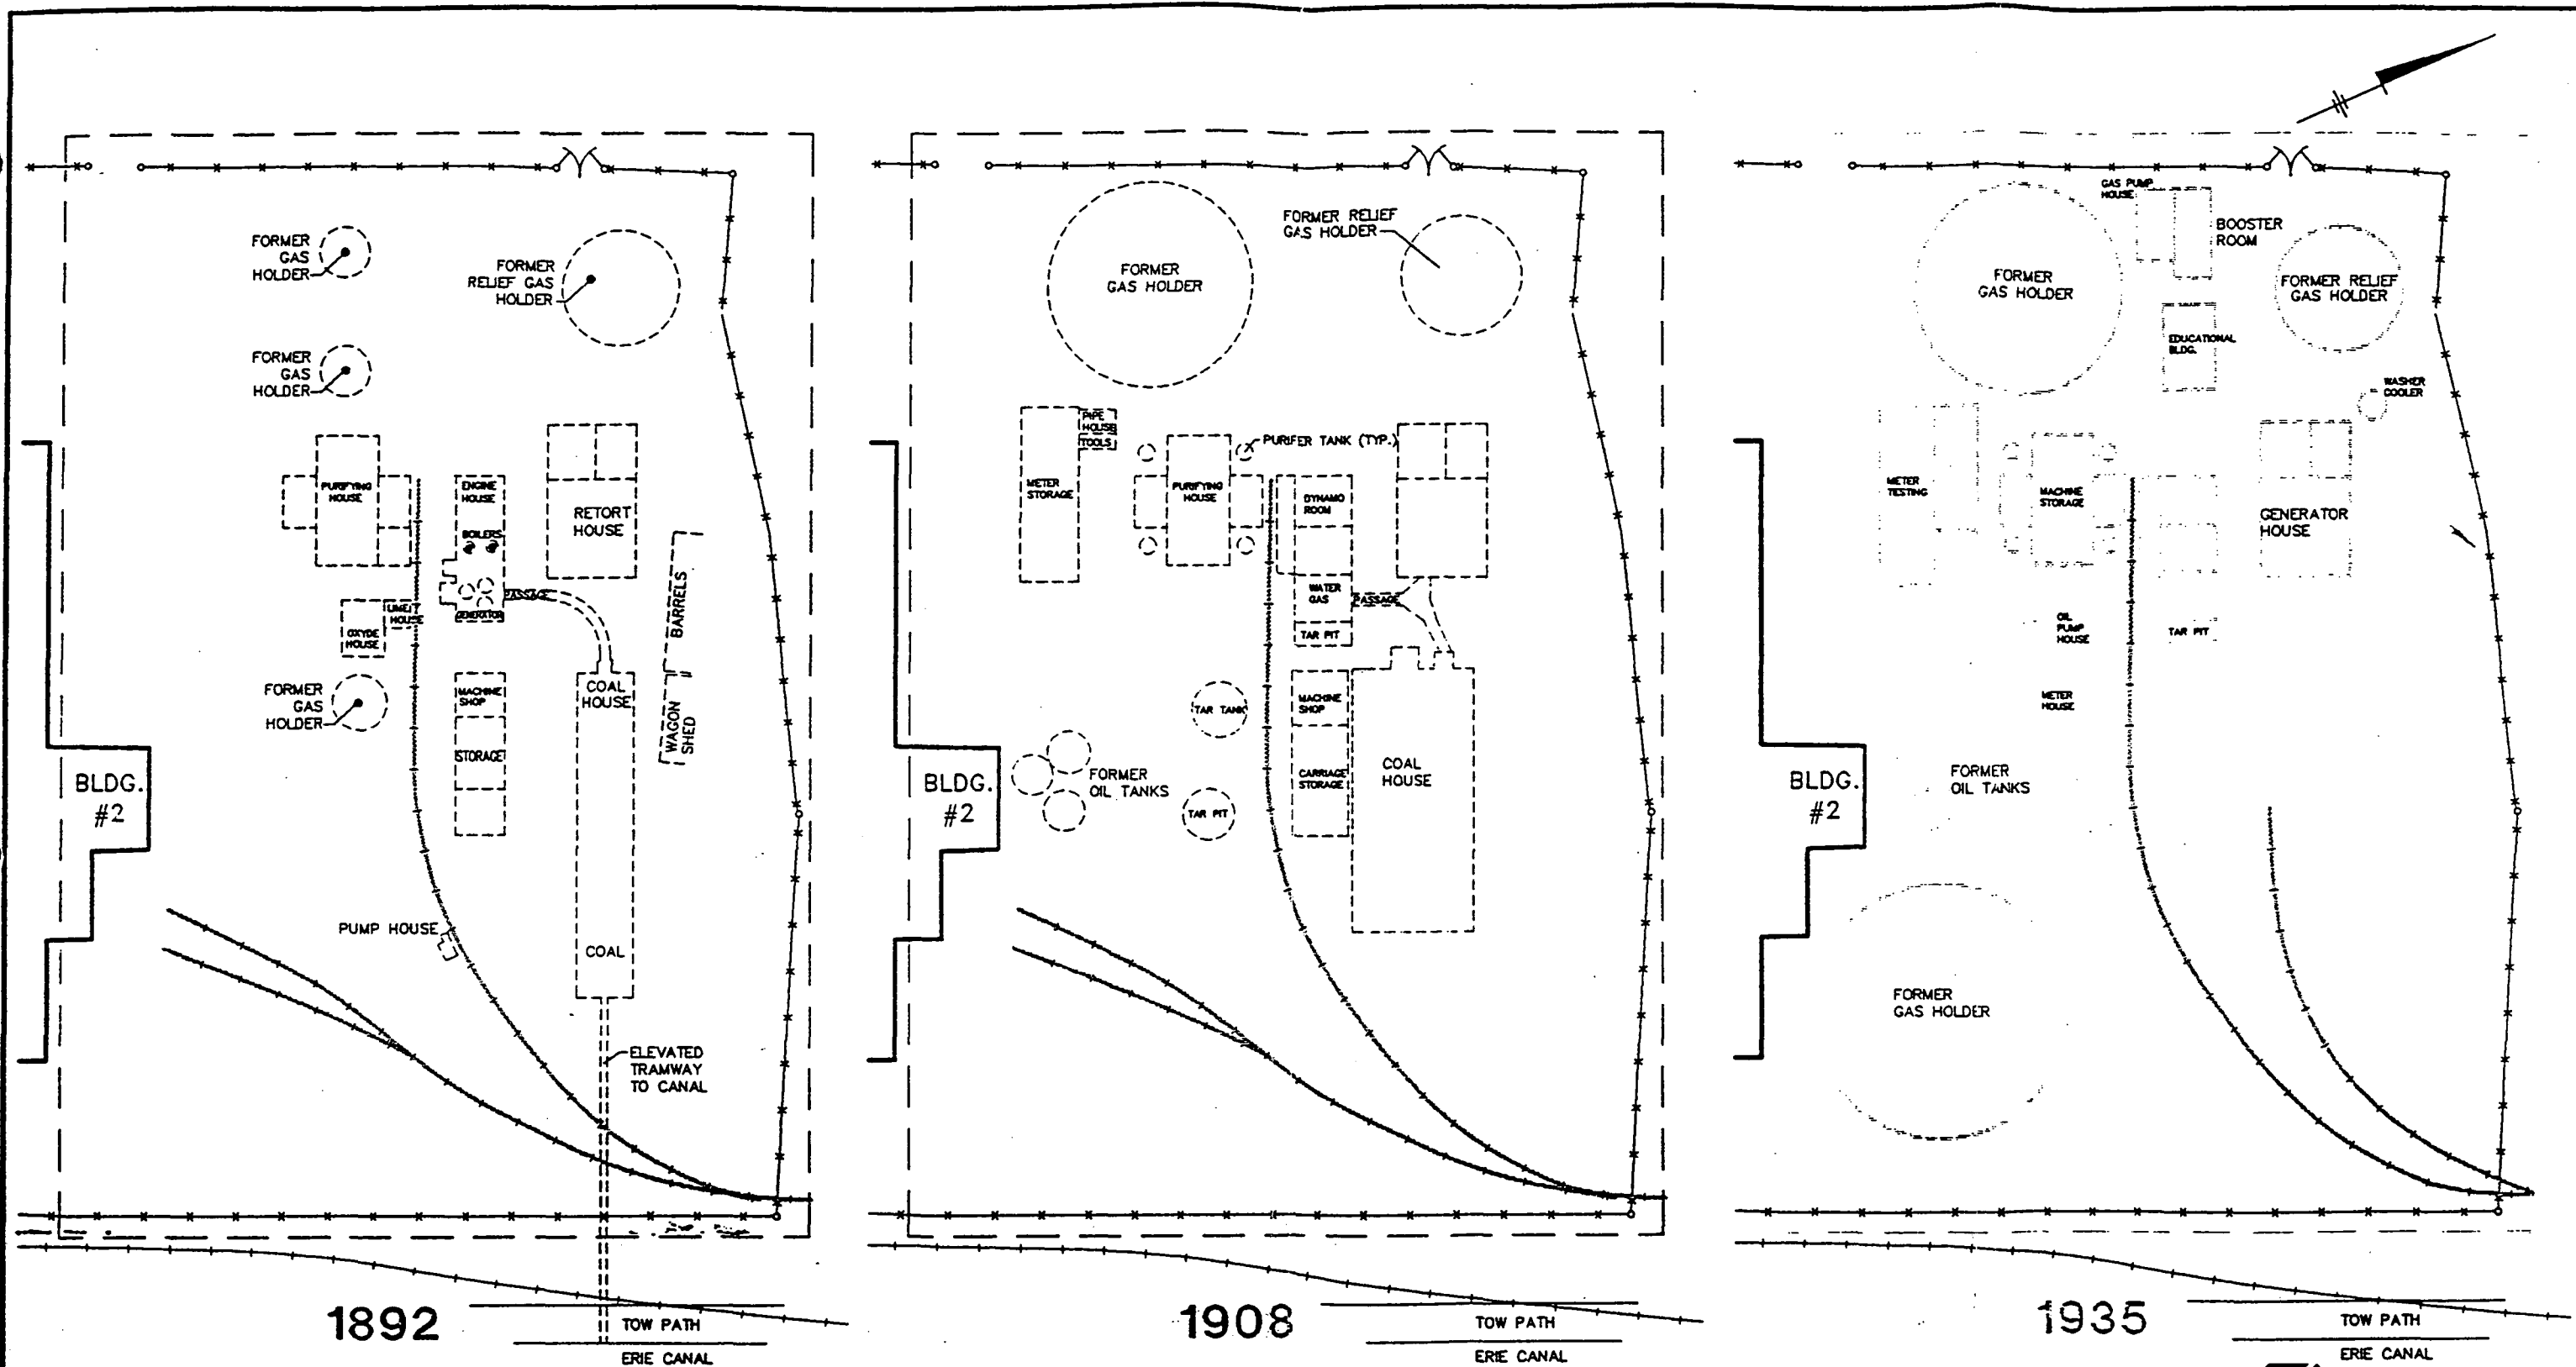 FORMER
GAS
HOLDER
FORMER
RELIEF GAS
HOLDER
FORMER
GAS
HOLDER
PURIFYING
HOUSE
ENGINE
HOUSE
BOILERS
RETORT
HOUSE
GENERATOR
PASSAGE
LIME
HOUSE
OXYDE
HOUSE
BARRELS
FORMER
GAS
HOLDER
MACHINE
SHOP
STORAGE
COAL
HOUSE
WAGON
SHED
BLDG.
#2
PUMP HOUSE
COAL
ELEVATED
TRAMWAY
TO CANAL
1892
TOW PATH
ERIE CANAL
FORMER
GAS HOLDER
FORMER RELIEF
GAS HOLDER
PIPE
HOUSE
TOOLS
PURIFER TANK (TYP.)
METER
STORAGE
PURIFYING
HOUSE
DYNAMO
ROOM
WATER
GAS
PASSAGE
TAR PIT
TAR TANK
MACHINE
SHOP
COAL
HOUSE
FORMER
OIL TANKS
CARRIAGE
STORAGE
TAR PIT
BLDG.
#2
1908
TOW PATH
ERIE CANAL
GAS PUMP
HOUSE
BOOSTER
ROOM
FORMER
GAS HOLDER
FORMER RELIEF
GAS HOLDER
EDUCATIONAL
BLDG.
WASHER
COOLER
METER
TESTING
MACHINE
STORAGE
GENERATOR
HOUSE
OIL
PUMP
HOUSE
TAR PIT
METER
HOUSE
FORMER
OIL TANKS
BLDG.
#2
FORMER
GAS HOLDER
1935
TOW PATH
ERIE CANAL